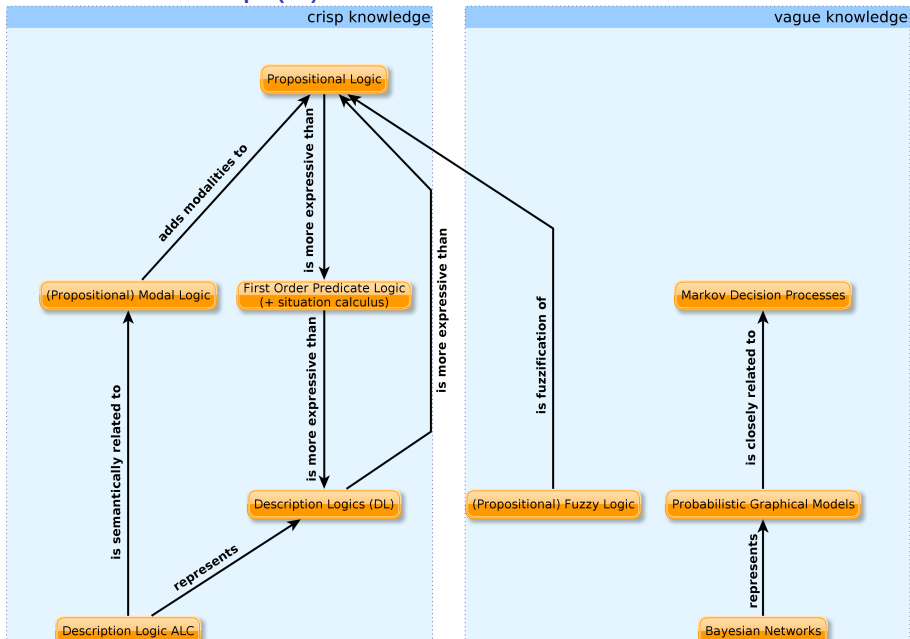 crisp knowledge
vague knowledge
Propositional Logic
adds modalities to
is more expressive than
is more expressive than
is fuzzification of
(Propositional) Modal Logic
First Order Predicate Logic
(+ situation calculus)
Markov Decision Processes
is semantically related to
is more expressive than
is closely related to
Description Logics (DL)
(Propositional) Fuzzy Logic
Probabilistic Graphical Models
represents
represents
Description Logic ALC
Bayesian Networks